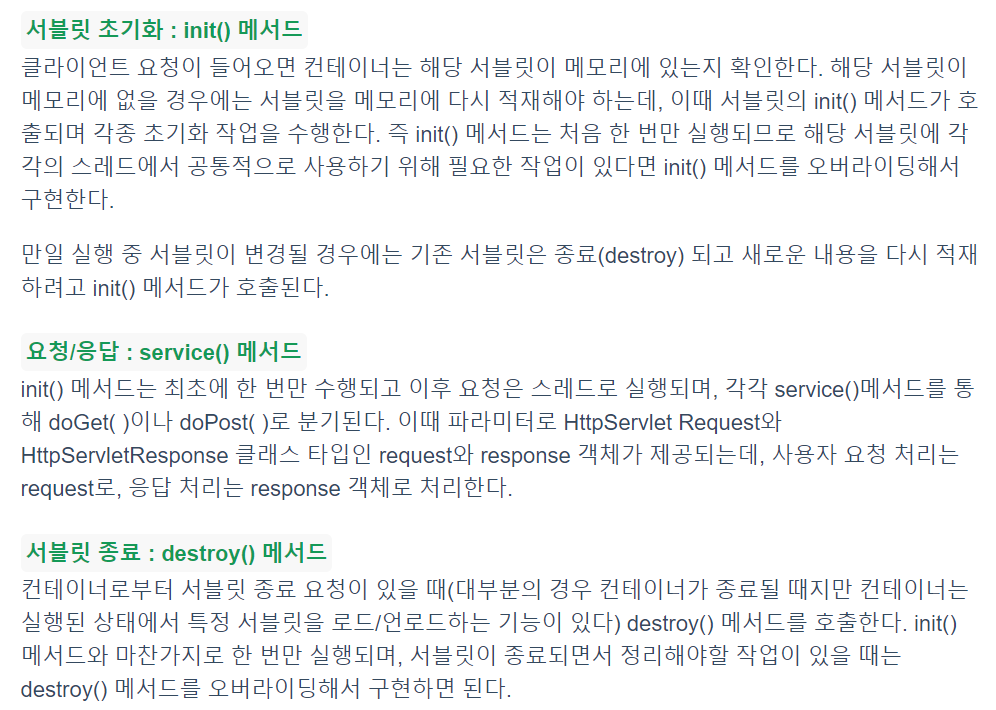 서블릿 초기화 : init() 메서드
클라이언트 요청이 들어오면 컨테이너는 해당 서블릿이 메모리에 있는지 확인한다. 해당 서블릿이
메모리에 없을 경우에는 서블릿을 메모리에 다시 적재해야 하는데, 이때 서블릿의 init() 메서드가 호
출되며 각종 초기화 작업을 수행한다. 즉 init() 메서드는 처음 한 번만 실행되므로 해당 서블릿에 각
각의 스레드에서 공통적으로 사용하기 위해 필요한 작업이 있다면 init() 메서드를 오버라이딩해서
구현한다.
만일 실행 중 서블릿이 변경될 경우에는 기존 서블릿은 종료(destroy) 되고 새로운 내용을 다시 적재
하려고 init() 메서드가 호출된다.
요청/응답 : service() 메서드
init() 메서드는 최초에 한 번만 수행되고 이후 요청은 스레드로 실행되며, 각각 service()메서드를 통
해 doGet( )이나 doPost( )로 분기된다. 이때 파라미터로 HttpServlet Request와
HttpServletResponse 클래스 타입인 request와 response 객체가 제공되는데, 사용자 요청 처리는
request로, 응답 처리는 response 객체로 처리한다.
서블릿 종료 : destroy() 메서드
컨테이너로부터 서블릿 종료 요청이 있을 때(대부분의 경우 컨테이너가 종료될 때지만 컨테이너는
실행된 상태에서 특정 서블릿을 로드/언로드하는 기능이 있다) destroy() 메서드를 호출한다. init()
메서드와 마찬가지로 한 번만 실행되며, 서블릿이 종료되면서 정리해야할 작업이 있을 때는
destroy() 메서드를 오버라이딩해서 구현하면 된다.